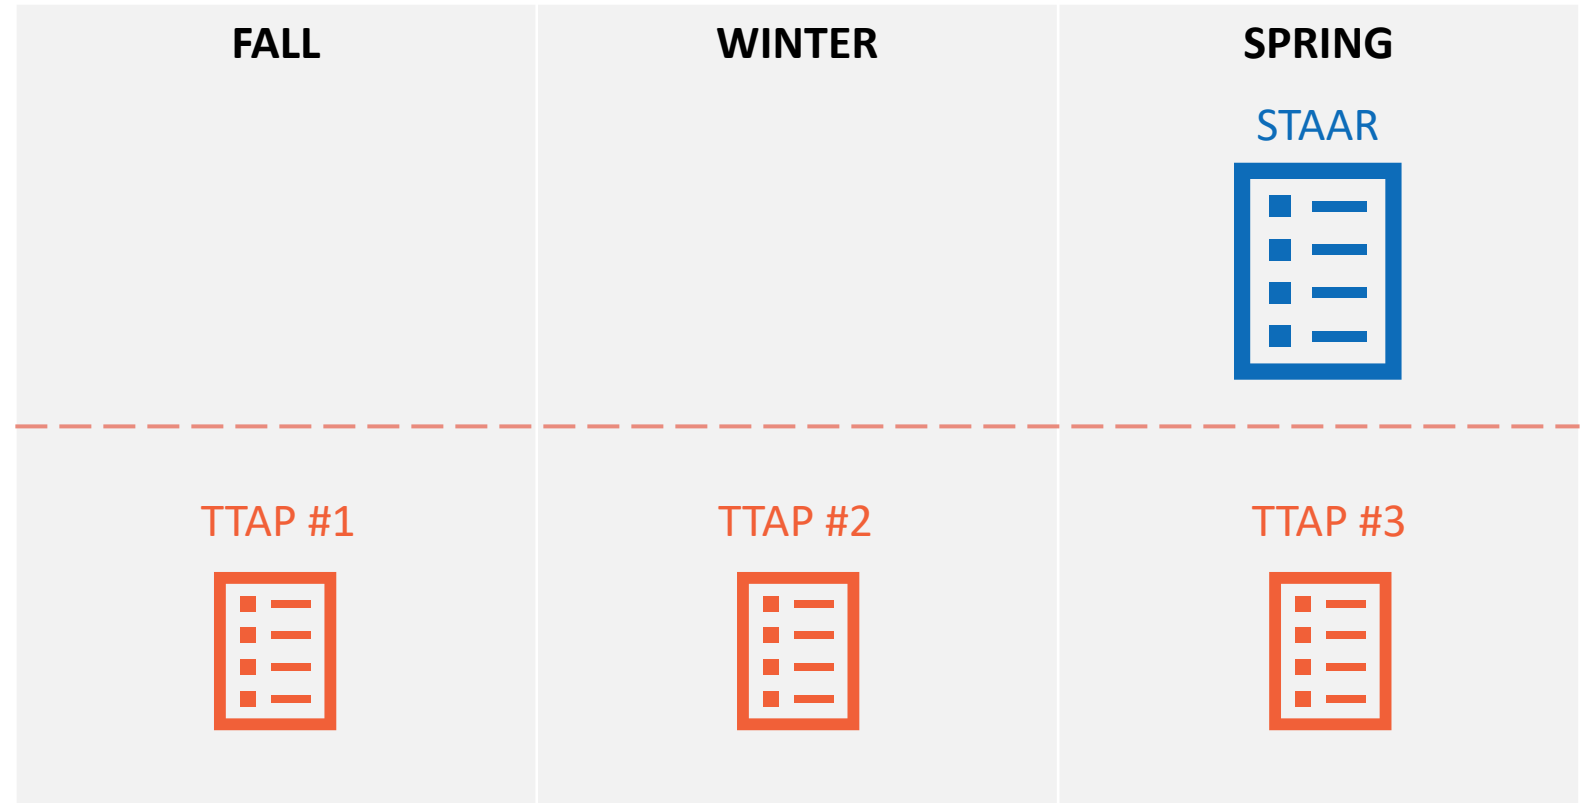 FALL
WINTER
SPRING
STAAR
TTAP #1
TTAP #2
TTAP #3